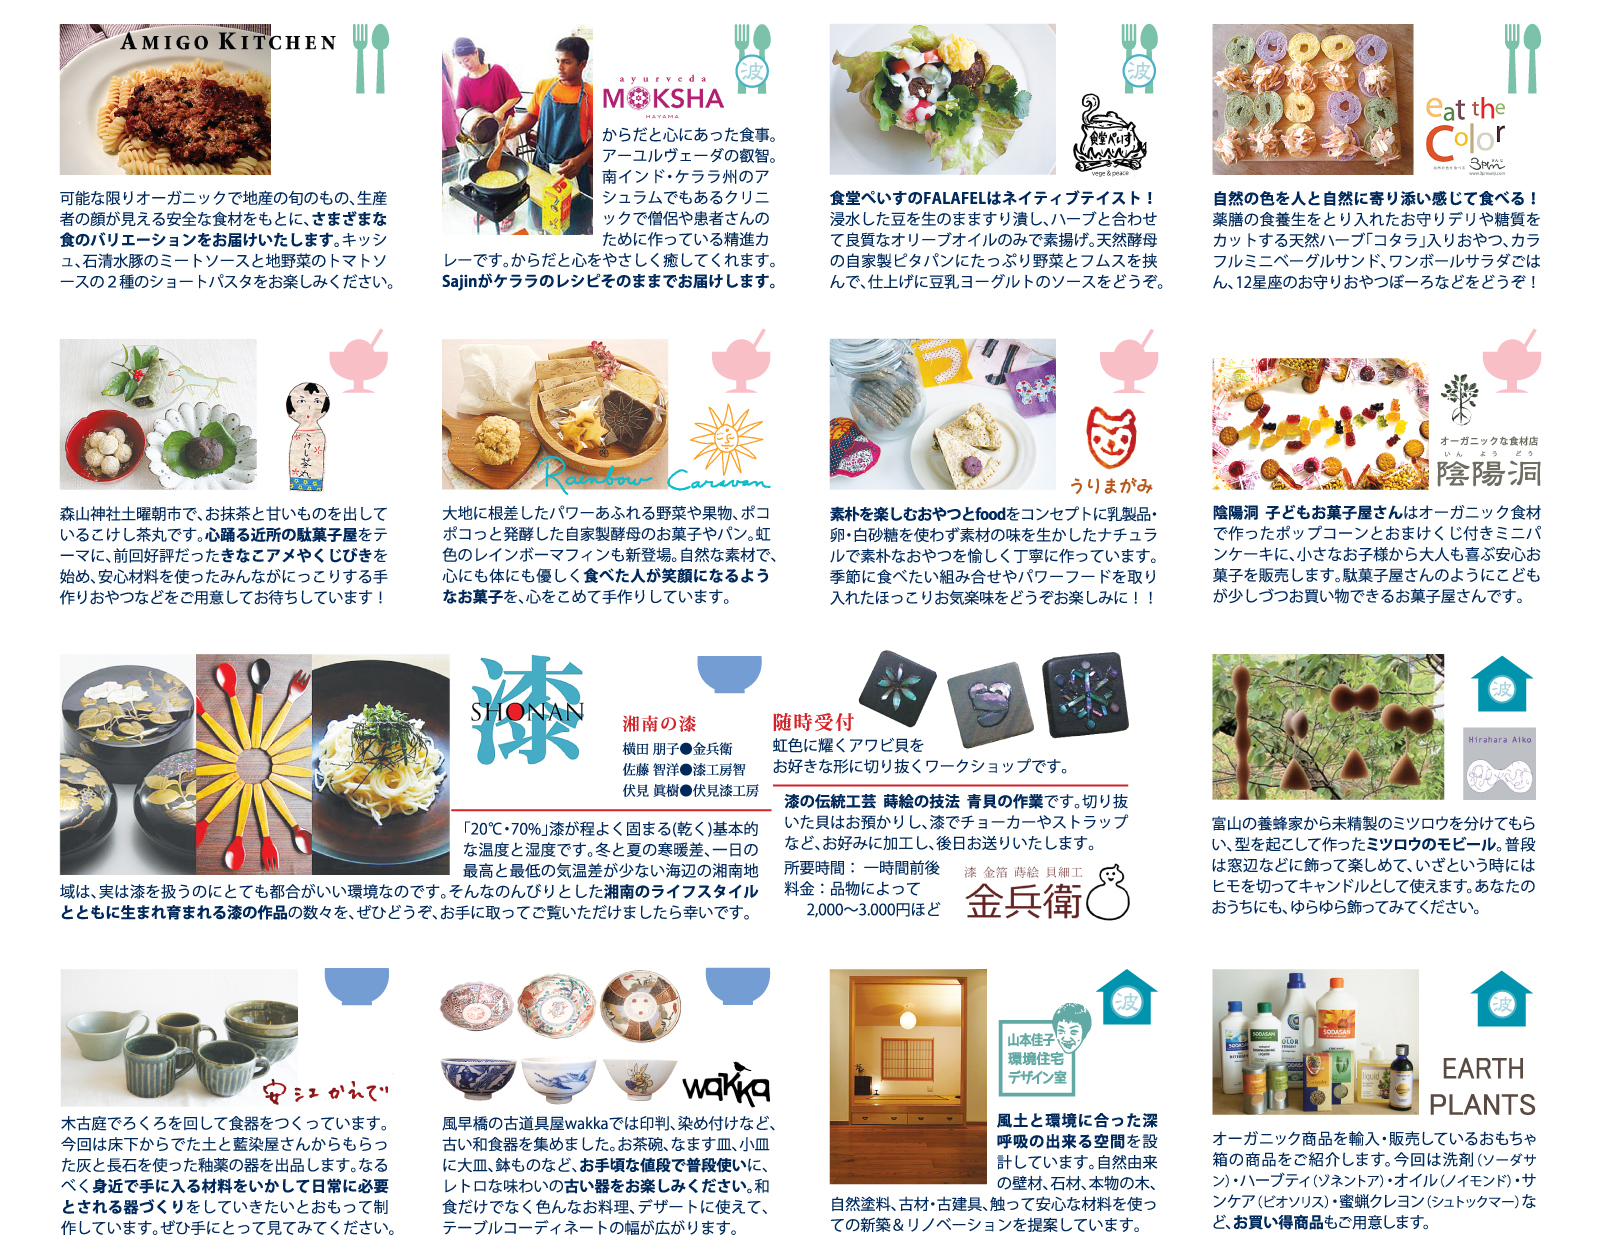 AMIGO KITCHEN
可能な限りオーガニックで地産の旬のもの、生産
者の顔が見える安全な食材をもとに、さまざまな
食のバリエーションをお届けいたします。キッシ
ュ、石清水豚のミートソースと地野菜のトマトソ
ースの２種のショートパスタをお楽しみください。
波
ayurveda
MOKSHA
HAYAMA
からだと心にあった食事。
アーユルヴェーダの叡智。
南インド・ケララ州のア
シュラムでもあるクリニ
ックで僧侶や患者さんの
ために作っている精進カ
レーです。からだと心をやさしく癒してくれます。
Sajinがケララのレシピそのままでお届けします。
波
食堂ぺいす
vege & peace
食堂ぺいすのFALAFELはネイティブテイスト！
浸水した豆を生のまますり潰し、ハーブと合わせ
て良質なオリーブオイルのみで素揚げ。天然酵母
の自家製ピタパンにたっぷり野菜とフムスを挟
んで、仕上げに豆乳ヨーグルトのソースをどうぞ。
eat the
Color
自然の色を人と自然に寄り添い感じて食べる！
薬膳の食養生をとり入れたお守りデリや糖質を
カットする天然ハーブ「コタラ」入りおやつ、カラ
フルミニベーグルサンド、ワンボールサラダごは
ん、12星座のお守りおやつぼーろなどをどうぞ！
こけし茶丸
森山神社土曜朝市で、お抹茶と甘いものを出して
いるこけし茶丸です。心踊る近所の駄菓子屋をテ
ーマに、前回好評だったきなこアメやくじびきを
始め、安心材料を使ったみんながにっこりする手
作りおやつなどをご用意してお待ちしています！
Rainbow Caravan
大地に根差したパワーあふれる野菜や果物、ポコ
ポコっと発酵した自家製酵母のお菓子やパン。虹
色のレインボーマフィンも新登場。自然な素材で、
心にも体にも優しく食べた人が笑顔になるよう
なお菓子を、心をこめて手作りしています。
うりまがみ
素朴を楽しむおやつとfoodをコンセプトに乳製品・
卵・白砂糖を使わず素材の味を生かしたナチュラ
ルで素朴なおやつを愉しく丁寧に作っています。
季節に食べたい組み合せやパワーフードを取り
入れたほっこりお気楽味をどうぞお楽しみに！！
オーガニックな食材店
いん よう どう
陰陽洞
陰陽洞 子どもお菓子屋さんはオーガニック食材
で作ったポップコーンとおまけくじ付きミニパ
ンケーキに、小さなお子様から大人も喜ぶ安心お
菓子を販売します。駄菓子屋さんのようにこども
が少しづつお買い物できるお菓子屋さんです。
漆
SHONAN
湘南の漆
横田 朋子●金兵衛
佐藤 智洋●漆工房智
伏見 眞樹●伏見漆工房
「20℃・70%」漆が程よく固まる(乾く)基本的
な温度と湿度です。冬と夏の寒暖差、一日の
最高と最低の気温差が少ない海辺の湘南地
域は、実は漆を扱うのにとても都合がいい環境なのです。そんなのんびりとした湘南のライフスタイル
とともに生まれ育まれる漆の作品の数々を、ぜひどうぞ、お手に取ってご覧いただけましたら幸いです。
随時受付
虹色に耀くアワビ貝を
お好きな形に切り抜くワークショップです。
漆の伝統工芸 蒔絵の技法 青貝の作業です。切り抜
いた貝はお預かりし、漆でチョーカーやストラップ
など、お好みに加工し、後日お送りいたします。
所要時間： 一時間前後
料金：品物によって
2,000〜3.000円ほど
漆 金箔 蒔絵 貝細工
金兵衛
波
Hirahara Aiko
富山の養蜂家から未精製のミツロウを分けてもら
い、型を起こして作ったミツロウのモビール。普段
は窓辺などに飾って楽しめて、いざという時には
ヒモを切ってキャンドルとして使えます。あなたの
おうちにも、ゆらゆら飾ってみてください。
木古庭でろくろを回して食器をつくっています。
今回は床下からでた土と藍染屋さんからもらっ
た灰と長石を使った釉薬の器を出品します。なる
べく身近で手に入る材料をいかして日常に必要
とされる器づくりをしていきたいとおもって制
作しています。ぜひ手にとって見てみてください。
wakka
風早橋の古道具屋wakkaでは印判、染め付けなど、
古い和食器を集めました。お茶碗、なます皿、小皿
に大皿、鉢ものなど、お手頃な値段で普段使いに、
レトロな味わいの古い器をお楽しみください。和
食だけでなく色んなお料理、デザートに使えて、
テーブルコーディネートの幅が広がります。
波
山本佳子
環境住宅
デザイン室
風土と環境に合った深
呼吸の出来る空間を設
計しています。自然由来
の壁材、石材、本物の木、
自然塗料、古材・古建具、触って安心な材料を使っ
ての新築＆リノベーションを提案しています。
波
SODASAN
EARTH
PLANTS
オーガニック商品を輸入・販売しているおもちゃ
箱の商品をご紹介します。今回は洗剤（ソーダサ
ン）・ハーブティ（ゾネントア）・オイル（ノイモンド）・サ
ンケア（ビオソリス）・蜜蝋クレヨン（シュトックマー）な
ど、お買い得商品もご用意します。